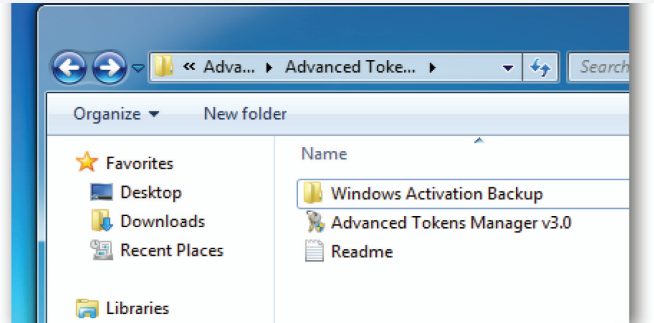 « Adva... ▸ Advanced Toke... ▸ Search
Organize ▾ New folder
Favorites
Desktop
Downloads
Recent Places
Libraries
Name
Windows Activation Backup
Advanced Tokens Manager v3.0
Readme